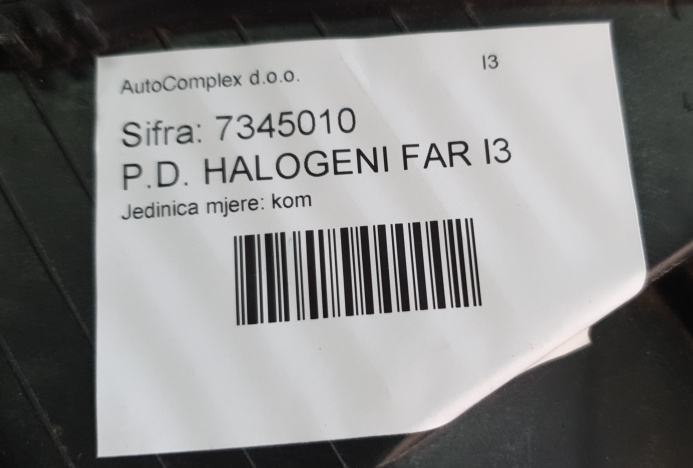 AutoComplex d.o.o.
I3
Sifra: 7345010
P.D. HALOGENI FAR I3
Jedinica mjere: kom